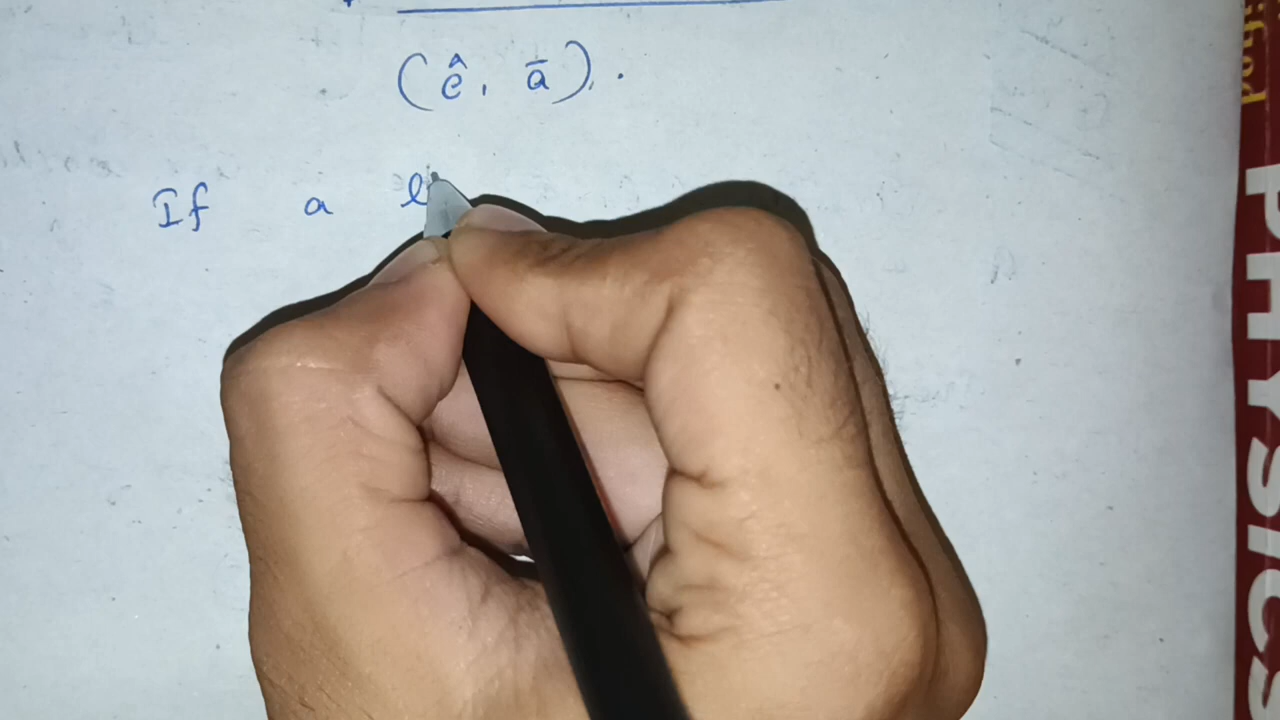 (ê, ā).
If a l
PHYSICS